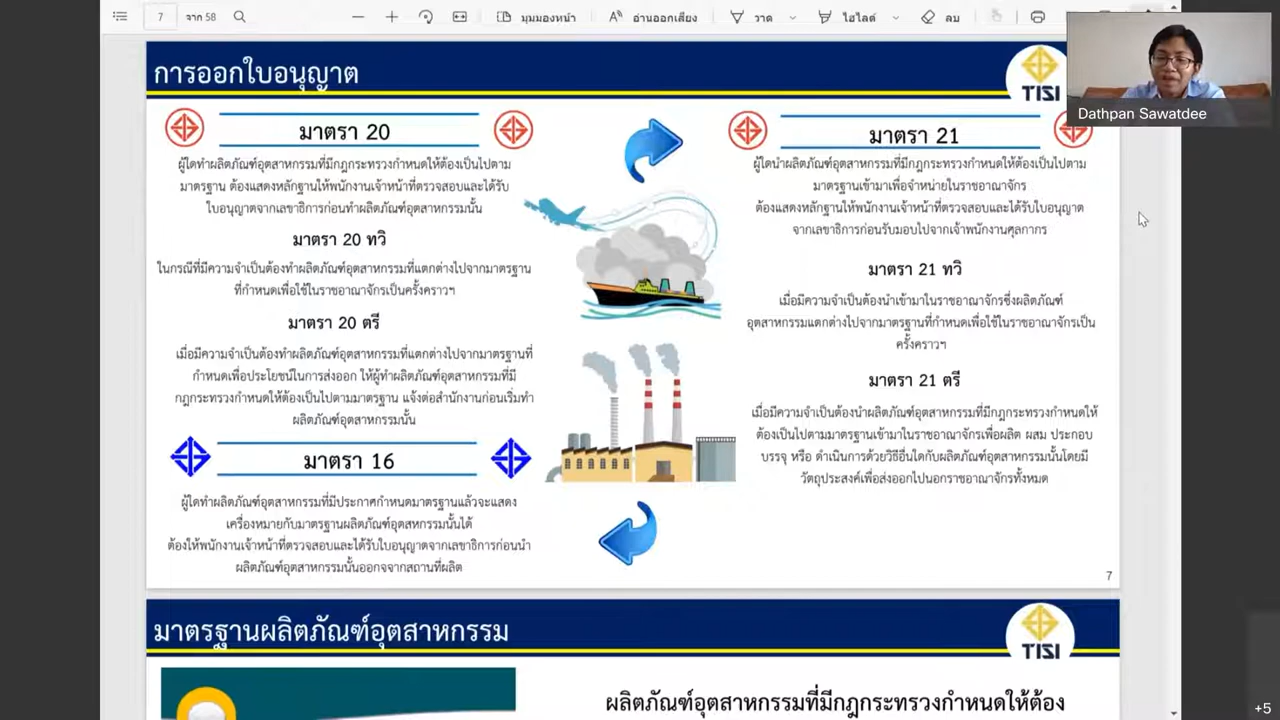 7
จาก 58
มุมมองหน้า
อ่านออกเสียง
วาด
ไฮไลต์
ลบ
การออกใบอนุญาต
TISI
Dathpan Sawatdee
มาตรา 20
ผู้ใดทำผลิตภัณฑ์อุตสาหกรรมที่มีกฎกระทรวงกำหนดให้ต้องเป็นไปตาม
มาตรฐาน ต้องแสดงหลักฐานให้พนักงานเจ้าหน้าที่ตรวจสอบและได้รับ
ใบอนุญาตจากเลขาธิการก่อนทำผลิตภัณฑ์อุตสาหกรรมนั้น
มาตรา 20 ทวิ
ในกรณีที่มีความจำเป็นต้องทำผลิตภัณฑ์อุตสาหกรรมที่แตกต่างไปจากมาตรฐาน
ที่กำหนดเพื่อใช้ในราชอาณาจักรเป็นครั้งคราวฯ
มาตรา 20 ตรี
เมื่อมีความจำเป็นต้องทำผลิตภัณฑ์อุตสาหกรรมที่แตกต่างไปจากมาตรฐานที่
กำหนดเพื่อประโยชน์ในการส่งออก ให้ผู้ทำผลิตภัณฑ์อุตสาหกรรมที่มี
กฎกระทรวงกำหนดให้ต้องเป็นไปตามมาตรฐาน แจ้งต่อสำนักงานก่อนเริ่มทำ
ผลิตภัณฑ์อุตสาหกรรมนั้น
มาตรา 16
ผู้ใดทำผลิตภัณฑ์อุตสาหกรรมที่มีประกาศกำหนดมาตรฐานแล้วจะแสดง
เครื่องหมายกับมาตรฐานผลิตภัณฑ์อุตสหกรรมนั้นได้
ต้องให้พนักงานเจ้าหน้าที่ตรวจสอบและได้รับใบอนุญาตจากเลขาธิการก่อนนำ
ผลิตภัณฑ์อุตสาหกรรมนั้นออกจจากสถานที่ผลิต
มาตรา 21
ผู้ใดนำผลิตภัณฑ์อุตสาหกรรมที่มีกฎกระทรวงกำหนดให้ต้องเป็นไปตาม
มาตรฐานเข้ามาเพื่อจำหน่ายในราชอาณาจักร
ต้องแสดงหลักฐานให้พนักงานเจ้าหน้าที่ตรวจสอบและได้รับใบอนุญาต
จากเลขาธิการก่อนรับมอบไปจากเจ้าพนักงานศุลกากร
มาตรา 21 ทวิ
เมื่อมีความจำเป็นต้องนำเข้ามาในราชอาณาจักรซึ่งผลิตภัณฑ์
อุตสาหกรรมแตกต่างไปจากมาตรฐานที่กำหนดเพื่อใช้ในราชอาณาจักรเป็น
ครั้งคราวฯ
มาตรา 21 ตรี
เมื่อมีความจำเป็นต้องนำผลิตภัณฑ์อุตสาหกรรมที่มีกฎกระทรวงกำหนดให้
ต้องเป็นไปตามมาตรฐานเข้ามาในราชอาณาจักรเพื่อผลิต ผสม ประกอบ
บรรจุ หรือ ดำเนินการด้วยวิธีอื่นใดกับผลิตภัณฑ์อุตสาหกรรมนั้นโดยมี
วัตถุประสงค์เพื่อส่งออกไปนอกราชอาณาจักรทั้งหมด
7
มาตรฐานผลิตภัณฑ์อุตสาหกรรม
TISI
ผลิตภัณฑ์อุตสาหกรรมที่มีกฎกระทรวงกำหนดให้ต้อง
+5